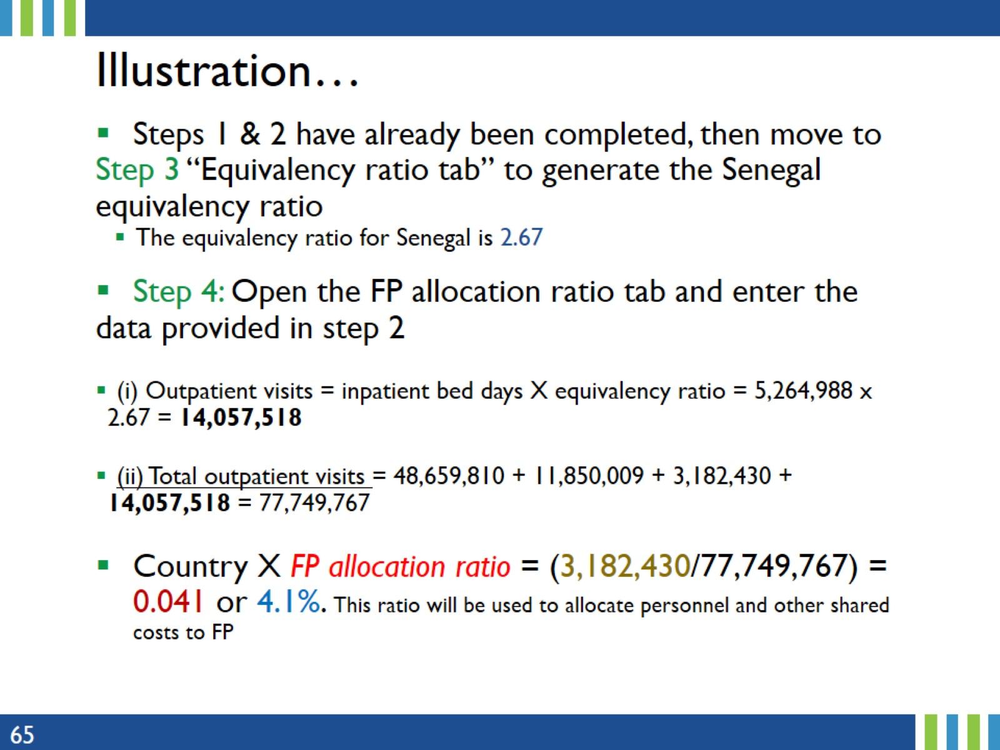 Illustration…
▪ Steps 1 & 2 have already been completed, then move to
Step 3 “Equivalency ratio tab” to generate the Senegal
equivalency ratio
▪ The equivalency ratio for Senegal is 2.67
▪ Step 4: Open the FP allocation ratio tab and enter the
data provided in step 2
▪ (i) Outpatient visits = inpatient bed days X equivalency ratio = 5,264,988 x
2.67 = 14,057,518
▪ (ii) Total outpatient visits = 48,659,810 + 11,850,009 + 3,182,430 +
14,057,518 = 77,749,767
▪ Country X FP allocation ratio = (3,182,430/77,749,767) =
0.041 or 4.1%. This ratio will be used to allocate personnel and other shared
costs to FP
65